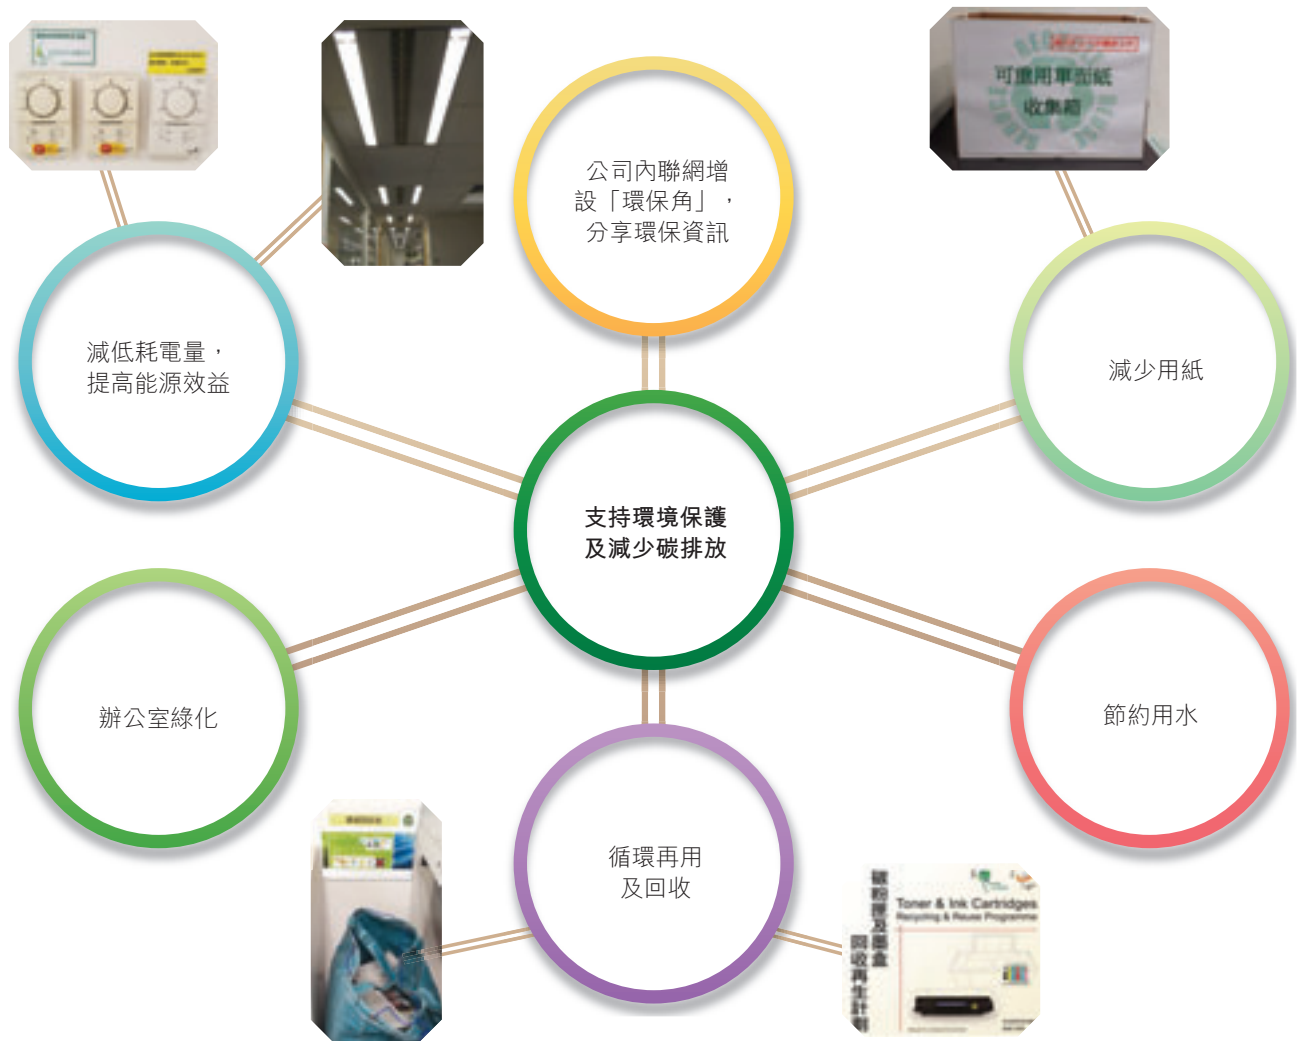 可重用單面紙
收集箱
公司內聯網增
設「環保角」，
分享環保資訊
減低耗電量，
提高能源效益
減少用紙
支持環境保護
及減少碳排放
辦公室綠化
節約用水
循環再用
及回收
碳粉匣及墨盒
回收再生計劃
Toner & Ink Cartridges
Recycling & Reuse Programme